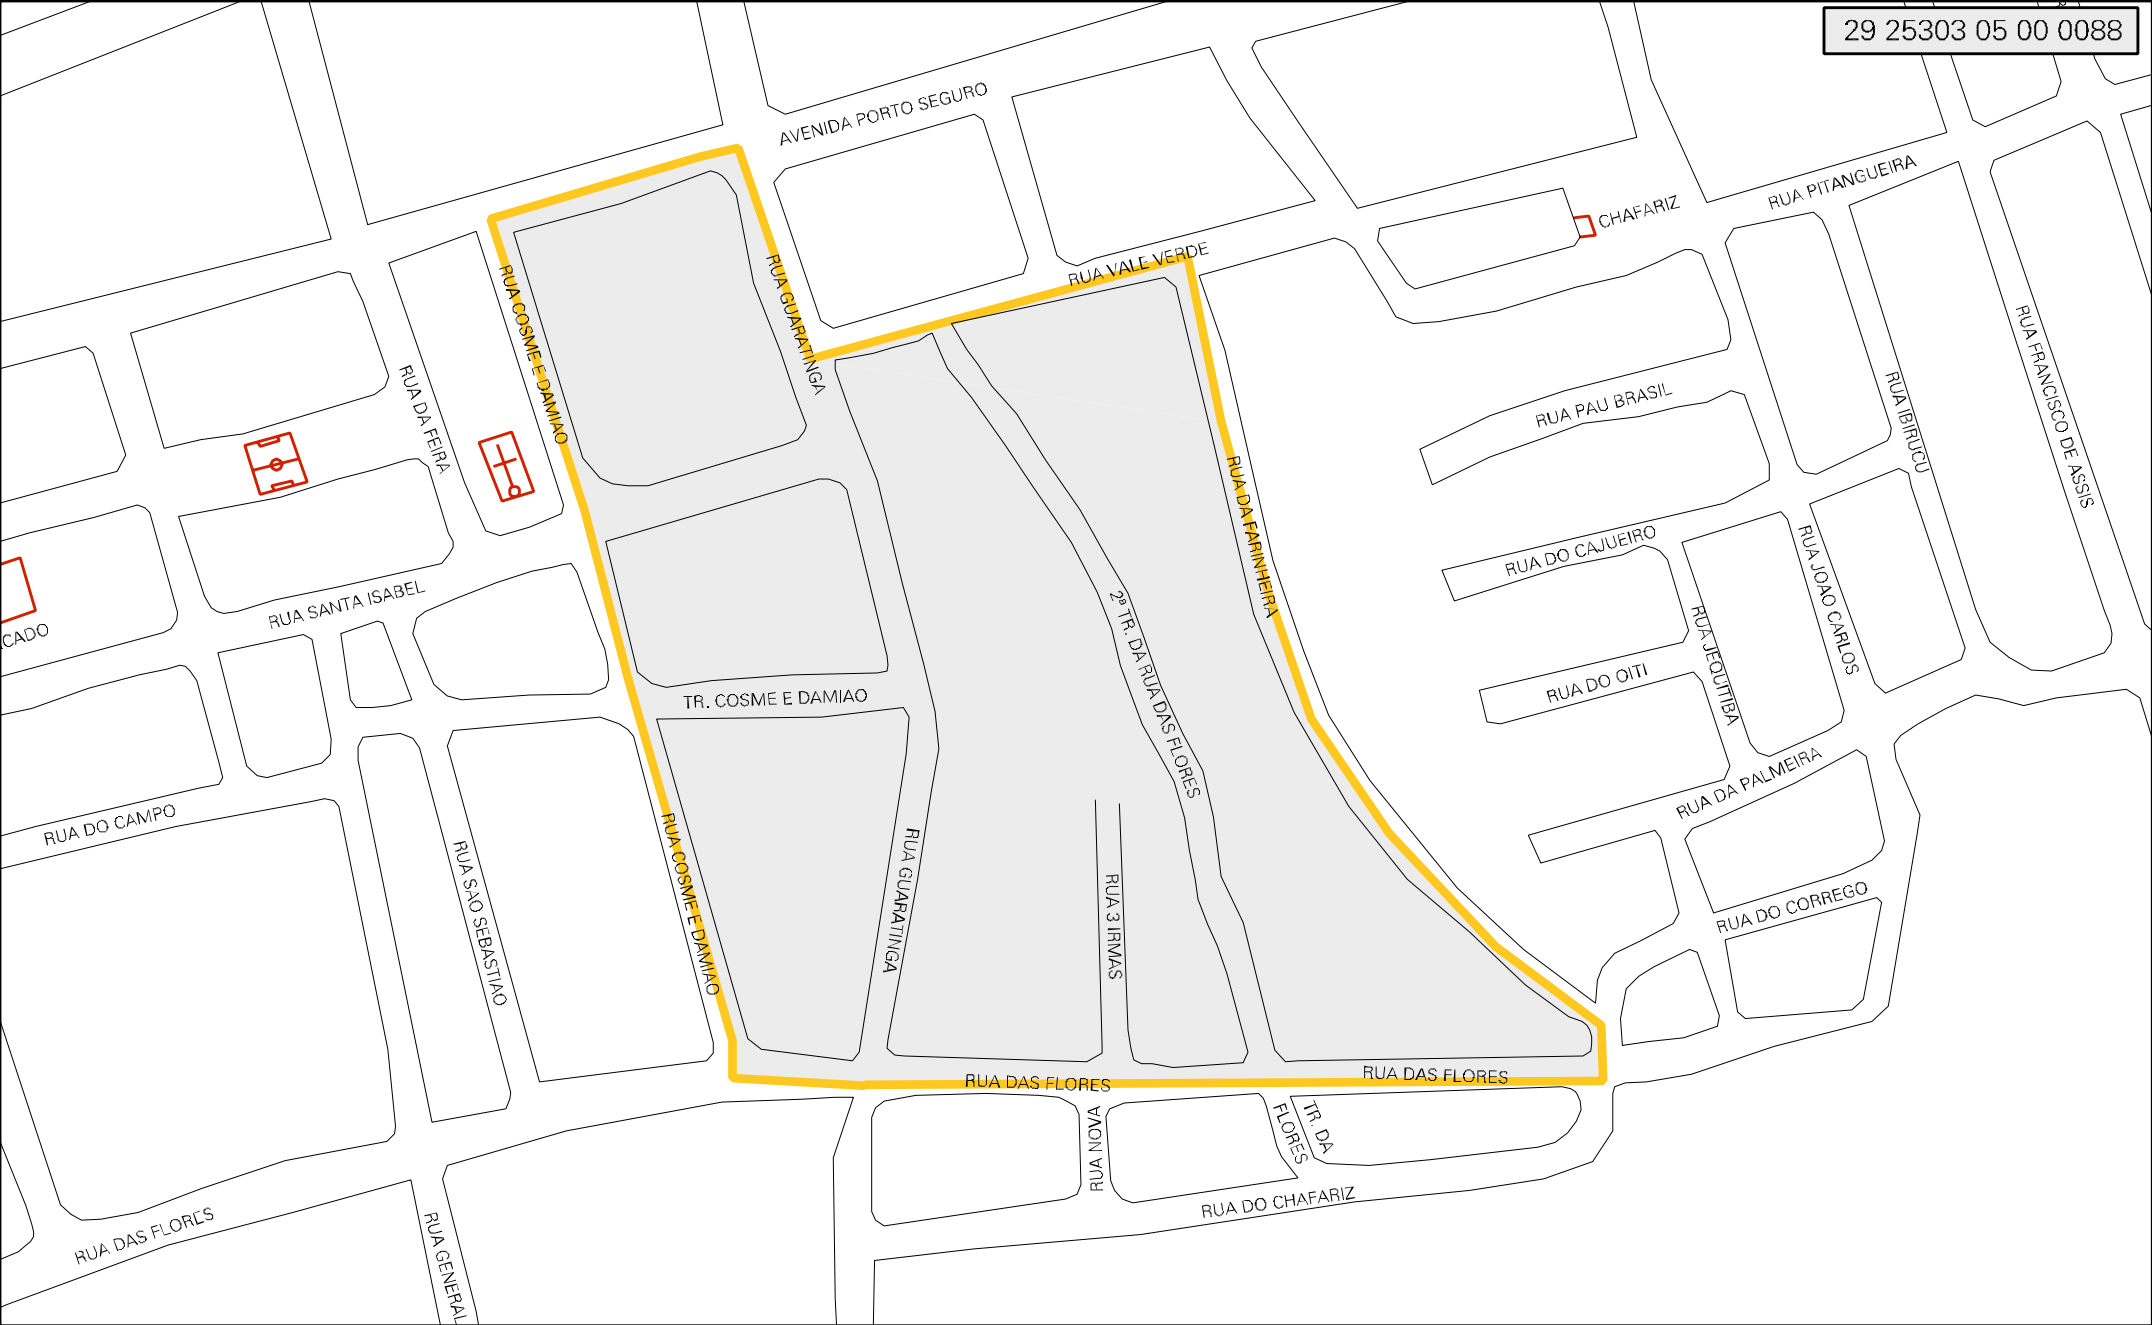 29 25303 05 00 0088
AVENIDA PORTO SEGURO
RUA PITANGUEIRA
CHAFARIZ
RUA VALE VERDE
RUA GUARATINGA
RUA COSME E DAMIAO
RUA DA FEIRA
RUA FRANCISCO DE ASSIS
RUA IBIRUCU
RUA PAU BRASIL
RUA DA FARINHEIRA
RUA DO CAJUEIRO
RUA JOAO CARLOS
RUA SANTA ISABEL
2ª TR. DA RUA DAS FLORES
RUA JEQUITIBA
CADO
RUA DO OITI
TR. COSME E DAMIAO
RUA DA PALMEIRA
RUA DO CAMPO
RUA COSME E DAMIAO
RUA SAO SEBASTIAO
RUA GUARATINGA
RUA 3 IRMAS
RUA DO CORREGO
RUA DAS FLORES
RUA DAS FLORES
RUA NOVA
TR. DA
FLORES
RUA DO CHAFARIZ
RUA DAS FLORES
RUA GENERAL